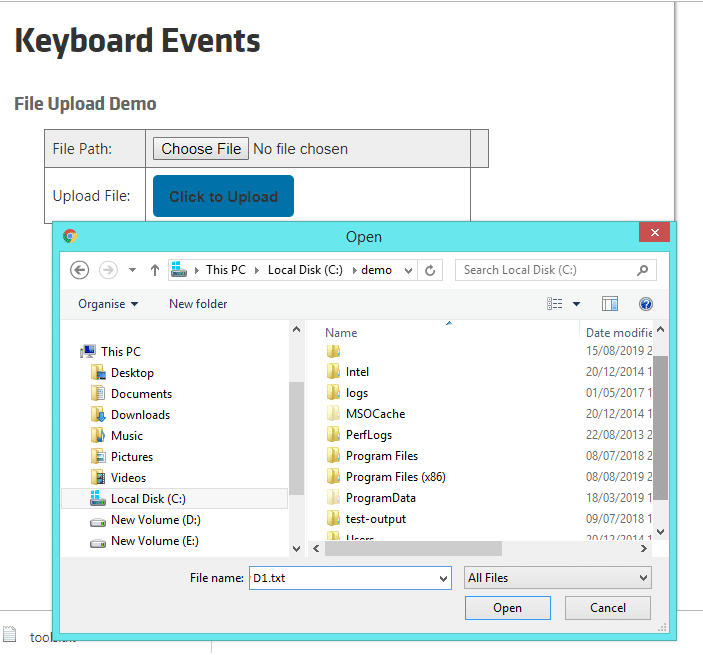 Keyboard Events
File Upload Demo
File Path: Choose File No file chosen
Upload File: Click to Upload
Open
This PC Local Disk (C:) demo Search Local Disk (C:)
Organise New folder
Name Date modifie
This PC 15/08/2019 2
Desktop Intel 20/12/2014 1
Documents logs 01/05/2017 1
Downloads MSOCache 20/12/2014 1
Music PerfLogs 22/08/2013 2
Pictures Program Files 08/07/2018 2
Videos Program Files (x86) 08/08/2019 2
Local Disk (C:) ProgramData 18/03/2019 1
New Volume (D:) test-output 09/07/2018 1
New Volume (E:) Users 20/12/2014 1
File name: D1.txt All Files
Open Cancel